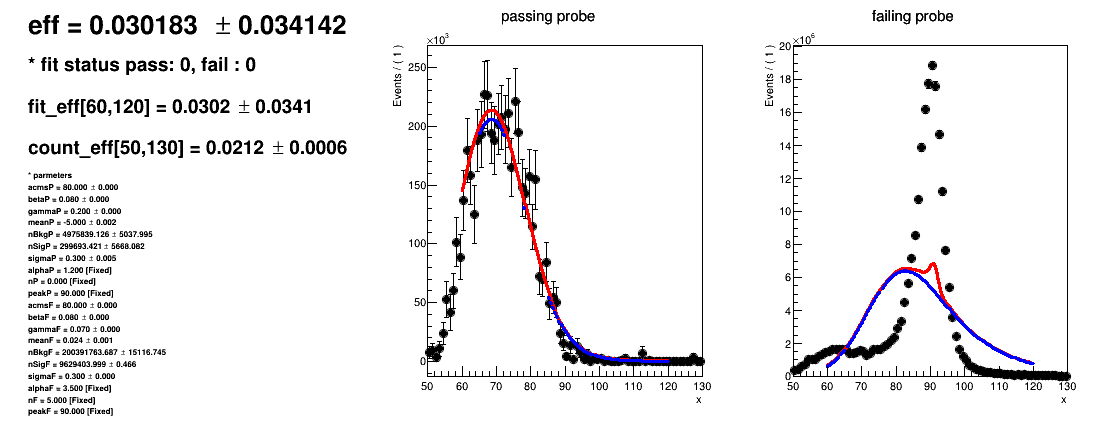 eff = 0.030183 ± 0.034142
* fit status pass: 0, fail : 0
fit_eff[60,120] = 0.0302 ± 0.0341
count_eff[50,130] = 0.0212 ± 0.0006
* parmeters
acmsP = 80.000 ± 0.000
betaP = 0.080 ± 0.000
gammaP = 0.200 ± 0.000
meanP = -5.000 ± 0.002
nBkgP = 4975839.126 ± 5037.995
nSigP = 299693.421 ± 5668.082
sigmaP = 0.300 ± 0.005
alphaP = 1.200 [Fixed]
nP = 0.000 [Fixed]
peakP = 90.000 [Fixed]
acmsF = 80.000 ± 0.000
betaF = 0.080 ± 0.000
gammaF = 0.070 ± 0.000
meanF = 0.024 ± 0.001
nBkgF = 200391763.687 ± 15116.745
nSigF = 9629403.999 ± 0.466
sigmaF = 0.300 ± 0.000
alphaF = 3.500 [Fixed]
nF = 5.000 [Fixed]
peakF = 90.000 [Fixed]
passing probe
×10³
Events / ( 1 )
250
200
150
100
50
0
50 60 70 80 90 100 110 120 130
x
failing probe
×10⁶
Events / ( 1 )
20
18
16
14
12
10
8
6
4
2
0
50 60 70 80 90 100 110 120 130
x